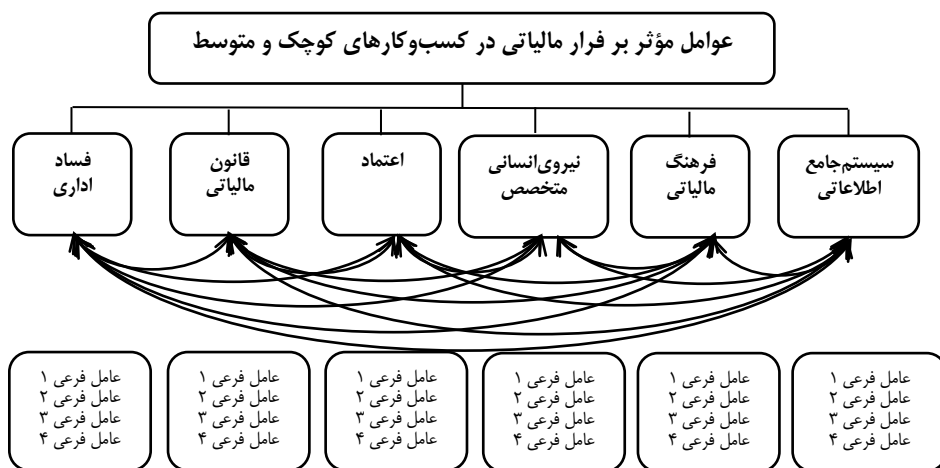 عوامل مؤثر بر فرار مالیاتی در کسب‌وکارهای کوچک و متوسط
سیستم‌جامع
اطلاعاتی
فرهنگ
مالیاتی
نیروی‌انسانی
متخصص
اعتماد
قانون
مالیاتی
فساد
اداری
عامل فرعی ۱
عامل فرعی ۲
عامل فرعی ۳
عامل فرعی ۴
عامل فرعی ۱
عامل فرعی ۲
عامل فرعی ۳
عامل فرعی ۴
عامل فرعی ۱
عامل فرعی ۲
عامل فرعی ۳
عامل فرعی ۴
عامل فرعی ۱
عامل فرعی ۲
عامل فرعی ۳
عامل فرعی ۴
عامل فرعی ۱
عامل فرعی ۲
عامل فرعی ۳
عامل فرعی ۴
عامل فرعی ۱
عامل فرعی ۲
عامل فرعی ۳
عامل فرعی ۴